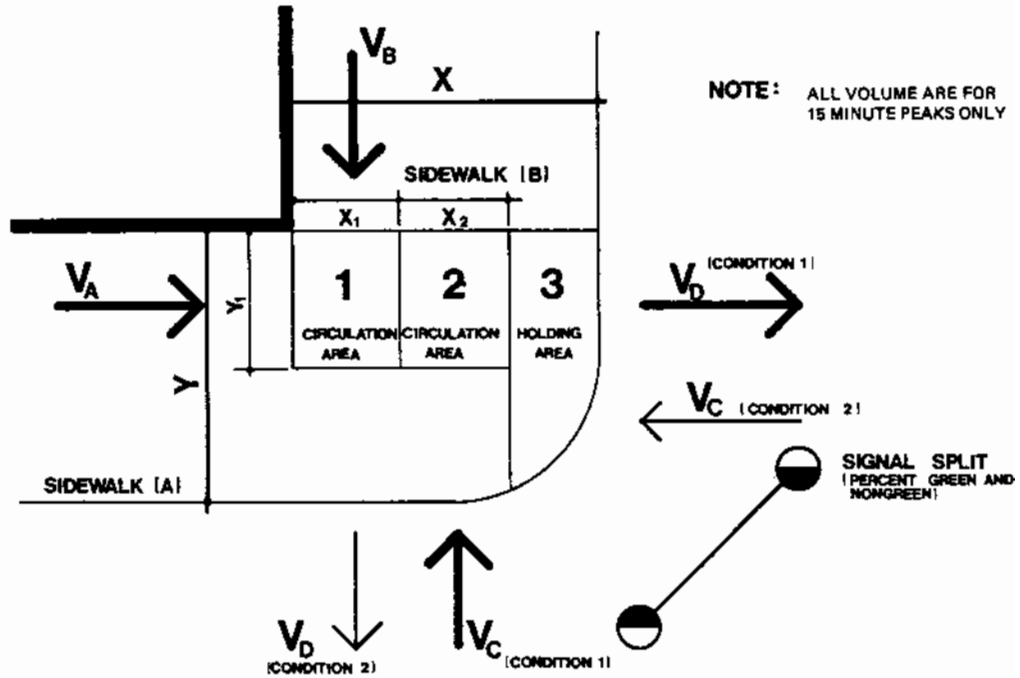 V_B
X
NOTE: ALL VOLUME ARE FOR
15 MINUTE PEAKS ONLY
SIDEWALK (B)
X₁ X₂
V_A
Y₁
1 2 3
CIRCULATION AREA
CIRCULATION AREA
HOLDING AREA
V_D (CONDITION 1)
Y
V_C (CONDITION 2)
SIDEWALK (A)
SIGNAL SPLIT
(PERCENT GREEN AND
NONGREEN)
V_D
(CONDITION 2)
V_C (CONDITION 1)